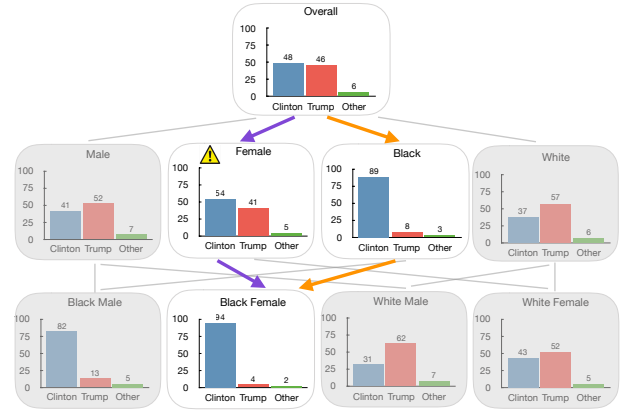 Overall
100
75
50
25
0
48 46 6
Clinton Trump Other
Male
100
75
50
25
0
41 52 7
Clinton Trump Other
Female
100
75
50
25
0
54 41 5
Clinton Trump Other
Black
100
75
50
25
0
89 8 3
Clinton Trump Other
White
100
75
50
25
0
37 57 6
Clinton Trump Other
Black Male
100
75
50
25
0
82 13 5
Clinton Trump Other
Black Female
100
75
50
25
0
94 4 2
Clinton Trump Other
White Male
100
75
50
25
0
31 62 7
Clinton Trump Other
White Female
100
75
50
25
0
43 52 5
Clinton Trump Other